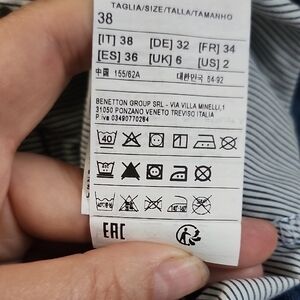 TAGLIA/SIZE/TALLA/TAMANHO
38
[IT] 38 [DE] 32 [FR] 34
[ES] 36 [UK] 6 [US] 2
中国 155/62A 대한민국 64-92
BENETTON GROUP SRL - VIA VILLA MINELLI,1
31050 PONZANO VENETO TREVISO ITALIA
P.iva 03490770264
40
EAC